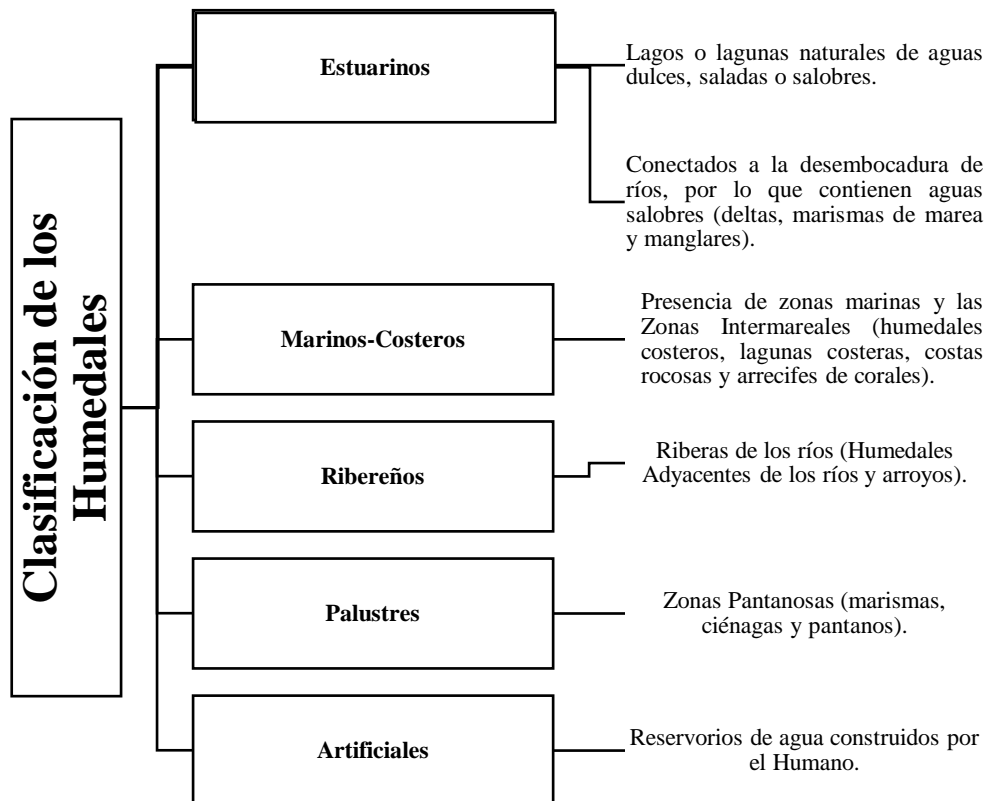 Clasificación de los
Humedales
Estuarinos
Lagos o lagunas naturales de aguas
dulces, saladas o salobres.
Conectados a la desembocadura de
ríos, por lo que contienen aguas
salobres (deltas, marismas de marea
y manglares).
Marinos-Costeros
Presencia de zonas marinas y las
Zonas Intermareales (humedales
costeros, lagunas costeras, costas
rocosas y arrecifes de corales).
Ribereños
Riberas de los ríos (Humedales
Adyacentes de los ríos y arroyos).
Palustres
Zonas Pantanosas (marismas,
ciénagas y pantanos).
Artificiales
Reservorios de agua construidos por
el Humano.